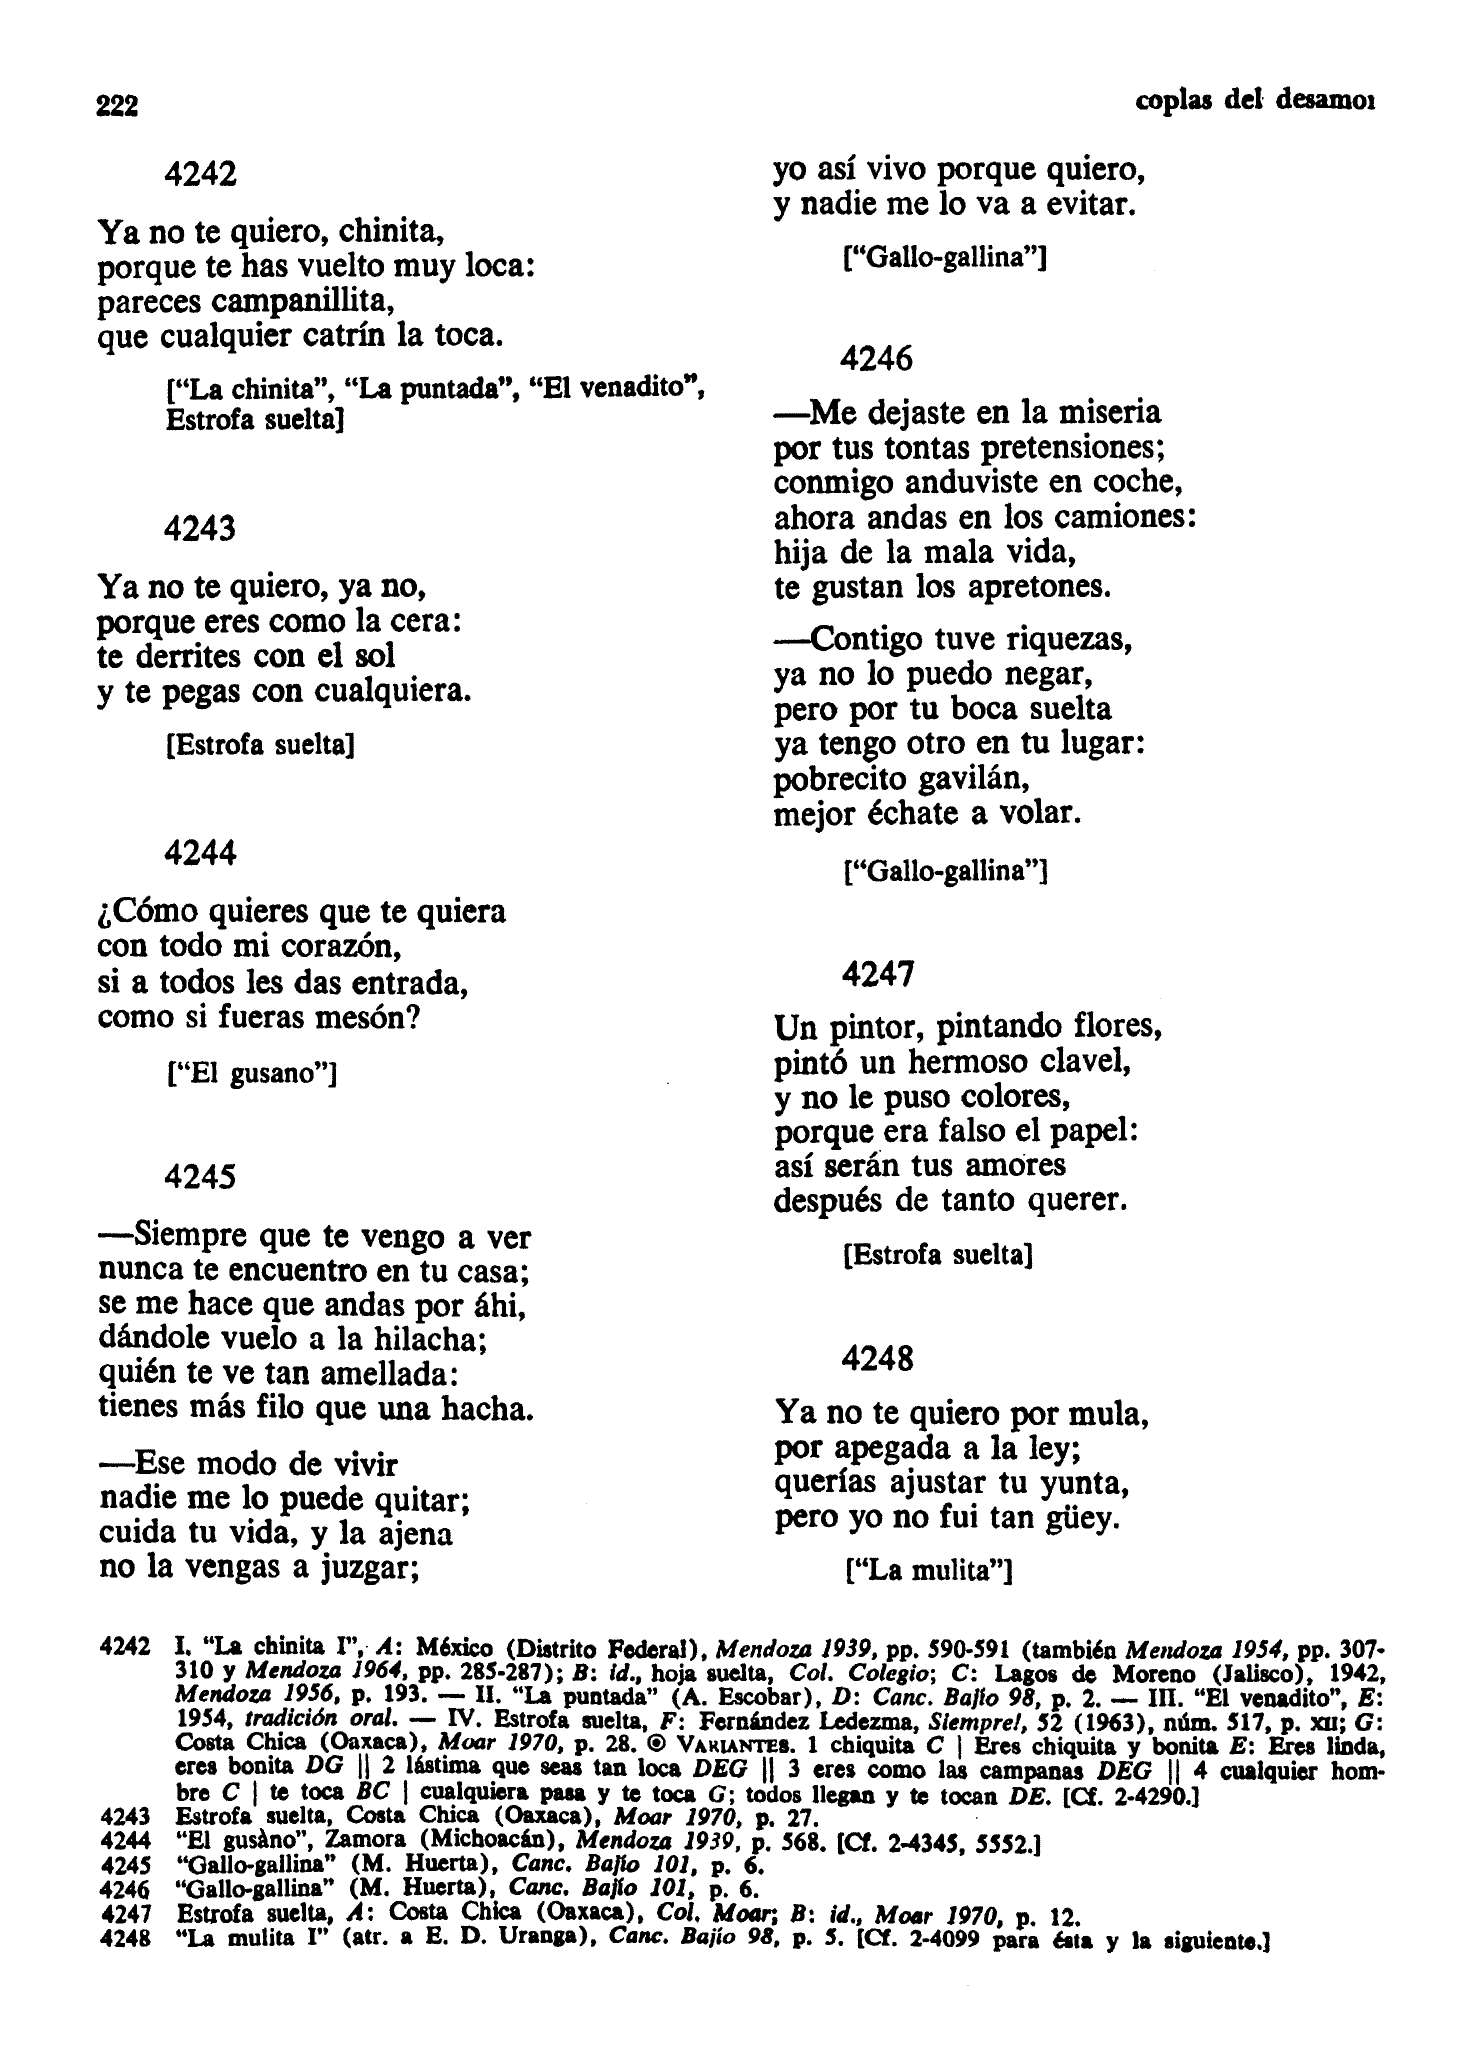 222
coplas del desamor
4242
Ya no te quiero, chinita,
porque te has vuelto muy loca:
pareces campanillita,
que cualquier catrín la toca.
[“La chinita”, “La puntada”, “El venadito”,
Estrofa suelta]
4243
Ya no te quiero, ya no,
porque eres como la cera:
te derrites con el sol
y te pegas con cualquiera.
[Estrofa suelta]
4244
¿Cómo quieres que te quiera
con todo mi corazón,
si a todos les das entrada,
como si fueras mesón?
[“El gusano”]
4245
—Siempre que te vengo a ver
nunca te encuentro en tu casa;
se me hace que andas por áhi,
dándole vuelo a la hilacha;
quién te ve tan amellada:
tienes más filo que una hacha.
—Ese modo de vivir
nadie me lo puede quitar;
cuida tu vida, y la ajena
no la vengas a juzgar;
yo así vivo porque quiero,
y nadie me lo va a evitar.
[“Gallo-gallina”]
4246
—Me dejaste en la miseria
por tus tontas pretensiones;
conmigo anduviste en coche,
ahora andas en los camiones:
hija de la mala vida,
te gustan los apretones.
—Contigo tuve riquezas,
ya no lo puedo negar,
pero por tu boca suelta
ya tengo otro en tu lugar:
pobrecito gavilán,
mejor échate a volar.
[“Gallo-gallina”]
4247
Un pintor, pintando flores,
pintó un hermoso clavel,
y no le puso colores,
porque era falso el papel:
así serán tus amores
después de tanto querer.
[Estrofa suelta]
4248
Ya no te quiero por mula,
por apegada a la ley;
querías ajustar tu yunta,
pero yo no fui tan güey.
[“La mulita”]
4242 I. “La chinita I”, A: México (Distrito Federal), Mendoza 1939, pp. 590-591 (también Mendoza 1954, pp. 307-
310 y Mendoza 1964, pp. 285-287); B: id., hoja suelta, Col. Colegio; C: Lagos de Moreno (Jalisco), 1942,
Mendoza 1956, p. 193. — II. “La puntada” (A. Escobar), D: Canc. Bajío 98, p. 2. — III. “El venadito”, E:
1954, tradición oral. — IV. Estrofa suelta, F: Fernández Ledezma, Siempre!, 52 (1963), núm. 517, p. XII; G:
Costa Chica (Oaxaca), Moar 1970, p. 28. ⊙ VARIANTES. 1 chiquita C | Eres chiquita y bonita E: Eres linda,
eres bonita DG || 2 lástima que seas tan loca DEG || 3 eres como las campanas DEG || 4 cualquier hom-
bre C | te toca BC | cualquiera pasa y te toca G; todos llegan y te tocan DE. [Cf. 2-4290.]
4243 Estrofa suelta, Costa Chica (Oaxaca), Moar 1970, p. 27.
4244 “El gusàno”, Zamora (Michoacán), Mendoza 1939, p. 568. [Cf. 2-4345, 5552.]
4245 “Gallo-gallina” (M. Huerta), Canc. Bajío 101, p. 6.
4246 “Gallo-gallina” (M. Huerta), Canc. Bajío 101, p. 6.
4247 Estrofa suelta, A: Costa Chica (Oaxaca), Col. Moar; B: id., Moar 1970, p. 12.
4248 “La mulita I” (atr. a E. D. Uranga), Canc. Bajío 98, p. 5. [Cf. 2-4099 para ésta y la siguiente.]